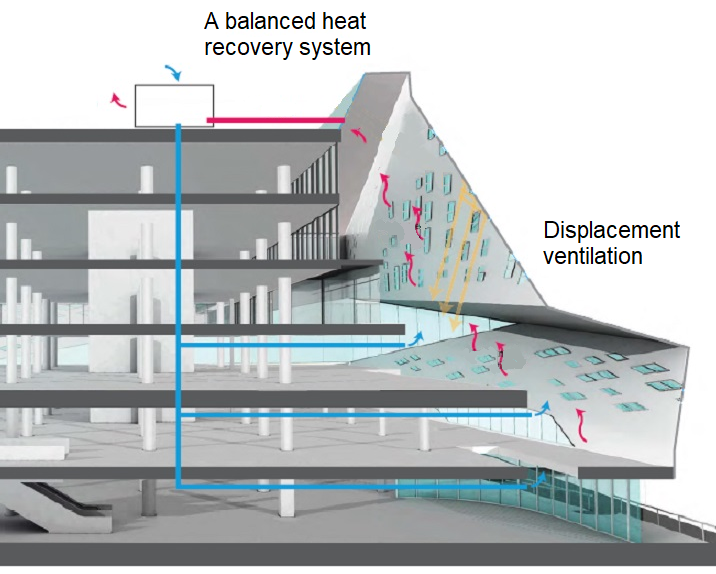 A balanced heat
recovery system
Displacement
ventilation